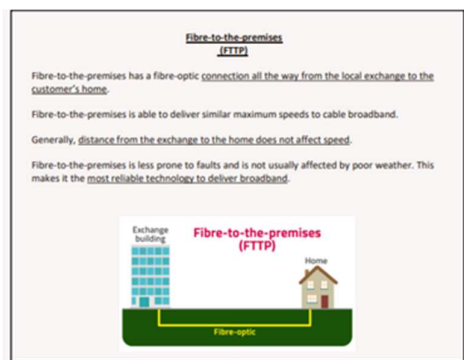 Fibre-to-the-premises
(FTTP)
Fibre-to-the-premises has a fibre-optic connection all the way from the local exchange to the
customer's home.
Fibre-to-the-premises is able to deliver similar maximum speeds to cable broadband.
Generally, distance from the exchange to the home does not affect speed.
Fibre-to-the-premises is less prone to faults and is not usually affected by poor weather. This
makes it the most reliable technology to deliver broadband.
Exchange
building
Fibre-to-the-premises
(FTTP)
Home
Fibre-optic